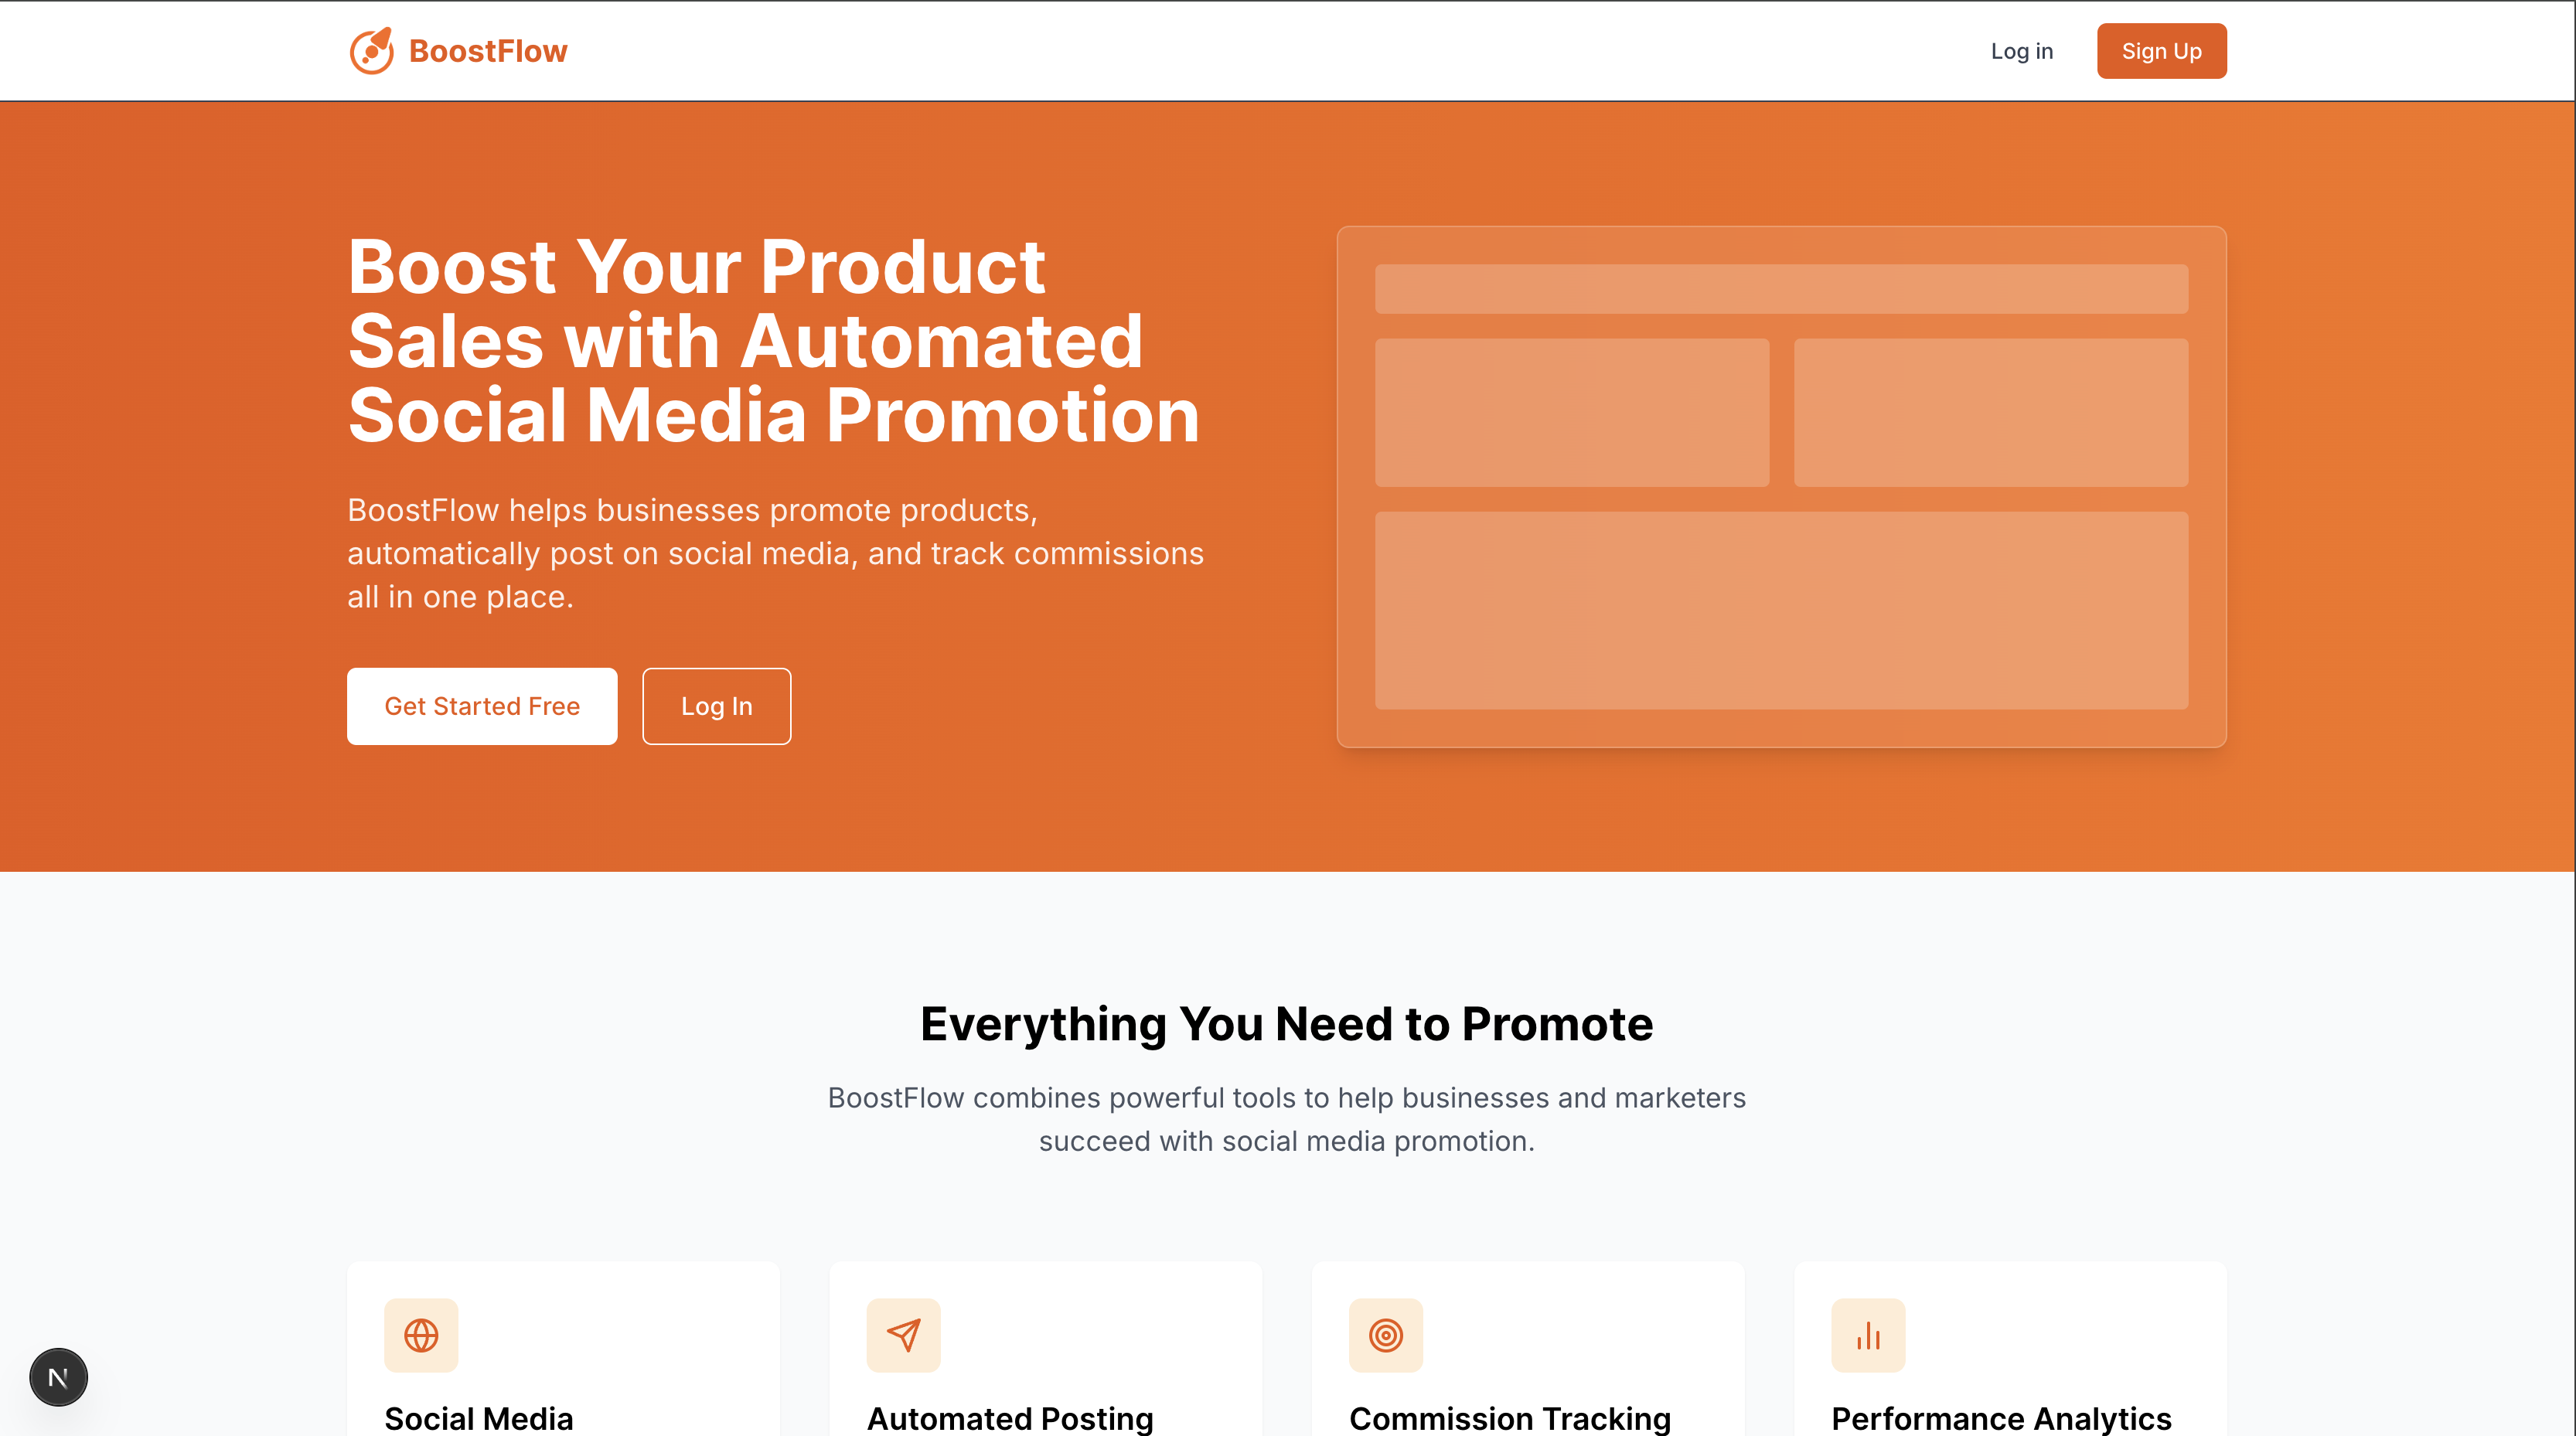 BoostFlow
Log in
Sign Up
Boost Your Product
Sales with Automated
Social Media Promotion
BoostFlow helps businesses promote products,
automatically post on social media, and track commissions
all in one place.
Get Started Free
Log In
Everything You Need to Promote
BoostFlow combines powerful tools to help businesses and marketers
succeed with social media promotion.
Social Media
Automated Posting
Commission Tracking
Performance Analytics
N